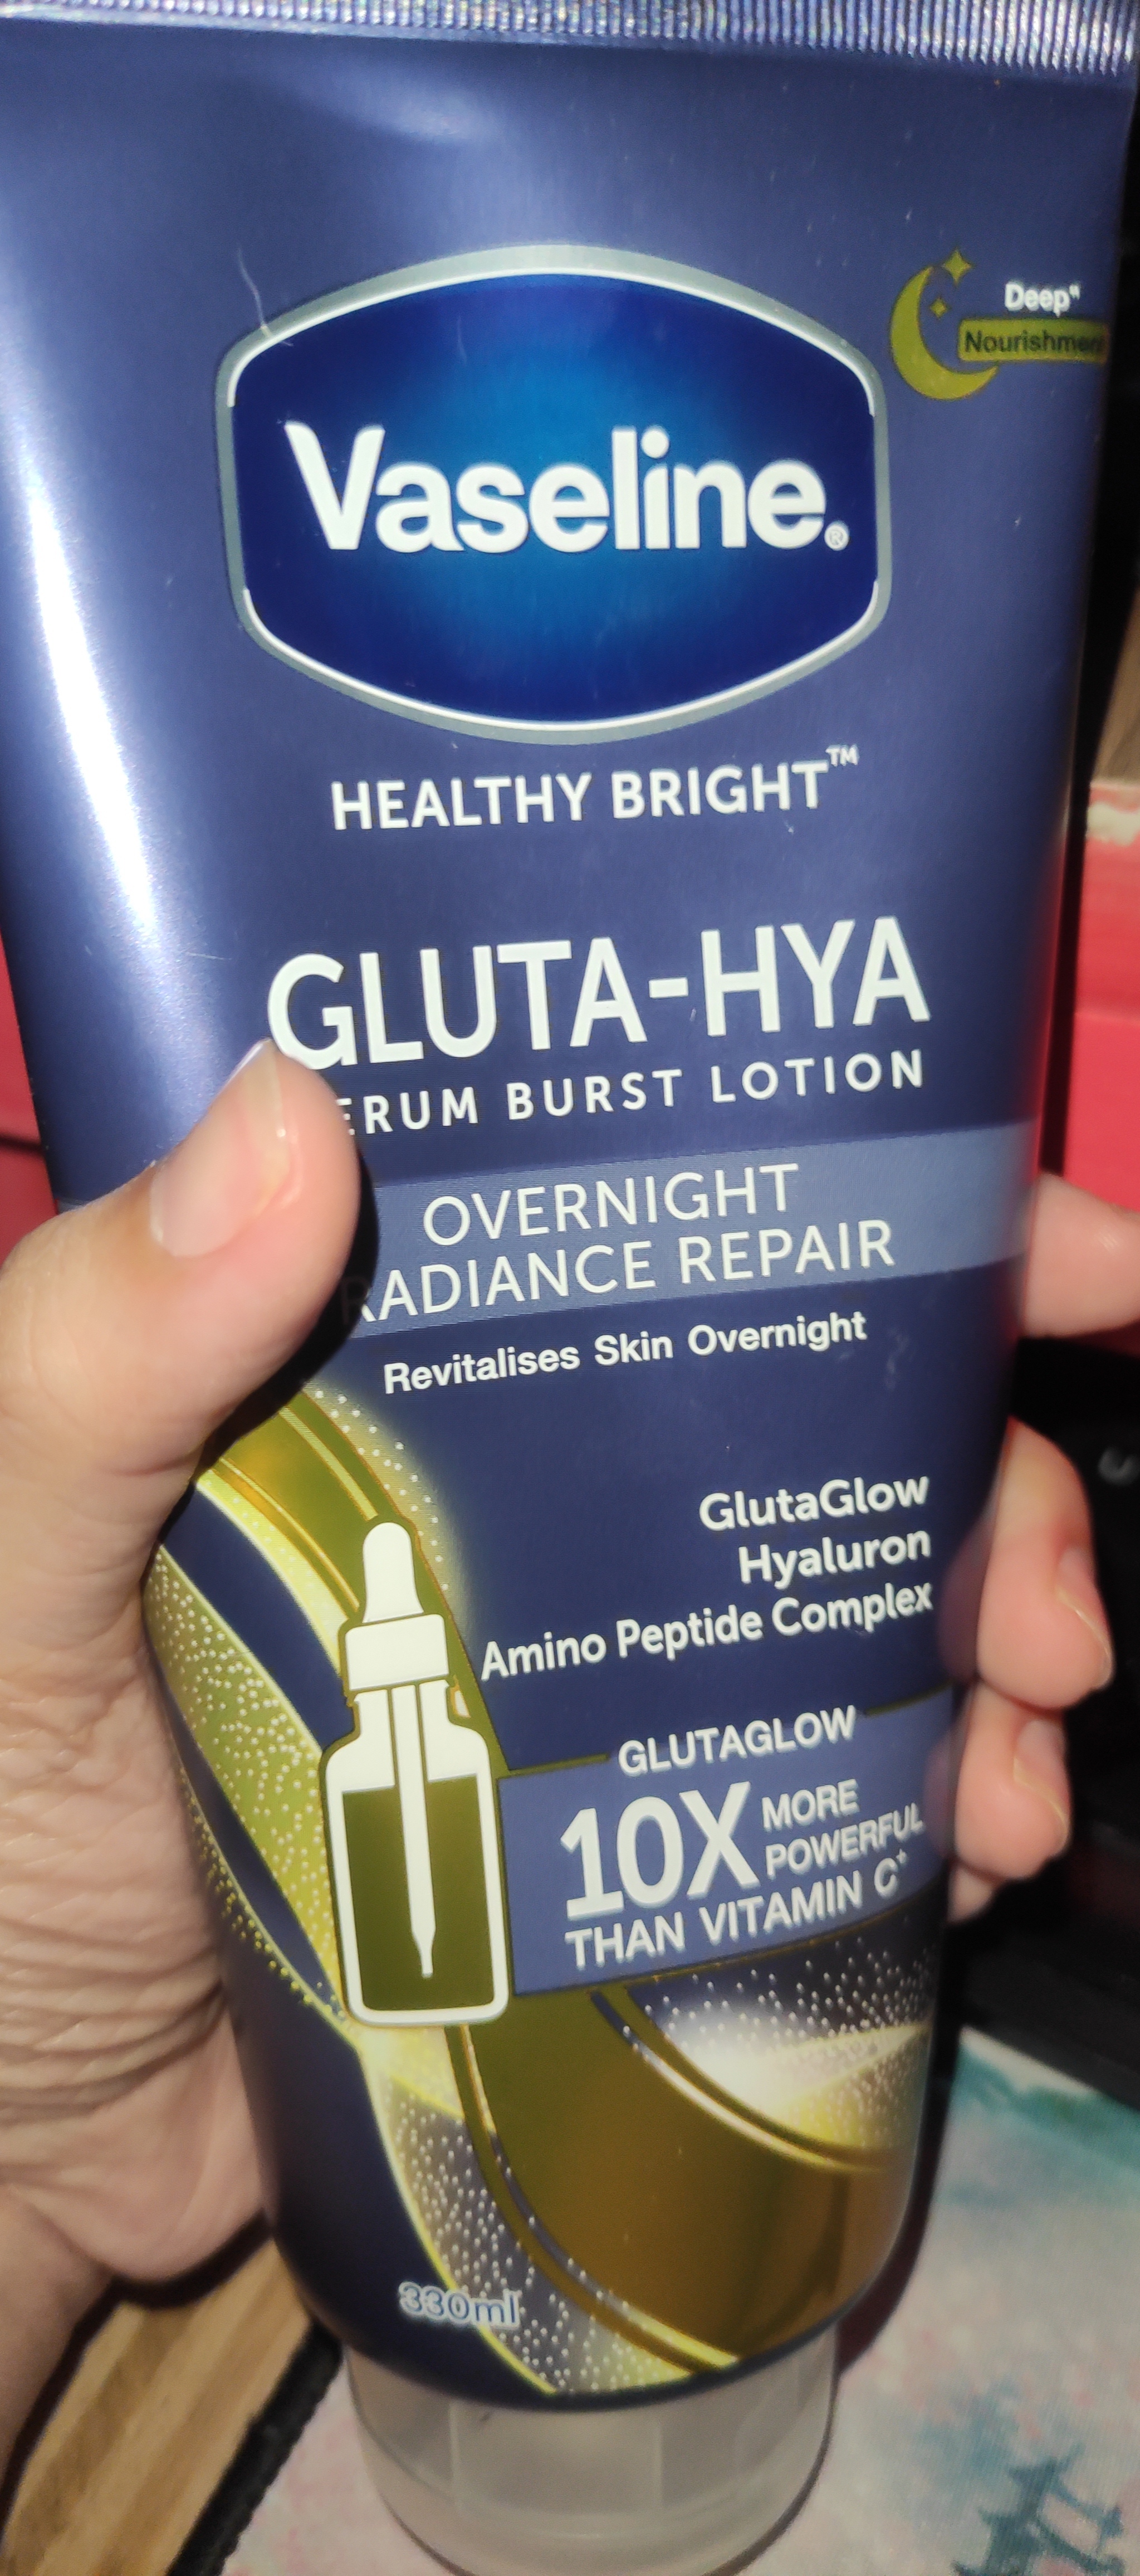 Deep"
Nourishment
Vaseline®
HEALTHY BRIGHT™
GLUTA-HYA
ERUM BURST LOTION
OVERNIGHT
RADIANCE REPAIR
Revitalises Skin Overnight
GlutaGlow
Hyaluron
Amino Peptide Complex
GLUTAGLOW
10X MORE
POWERFUL
THAN VITAMIN C*
330ml